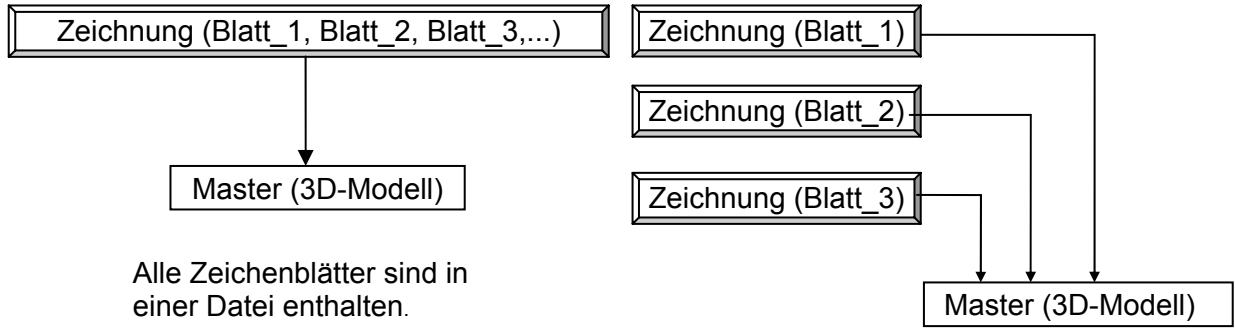 Zeichnung (Blatt_1, Blatt_2, Blatt_3,...)
Master (3D-Modell)
Alle Zeichenblätter sind in
einer Datei enthalten.
Zeichnung (Blatt_1)
Zeichnung (Blatt_2)
Zeichnung (Blatt_3)
Master (3D-Modell)